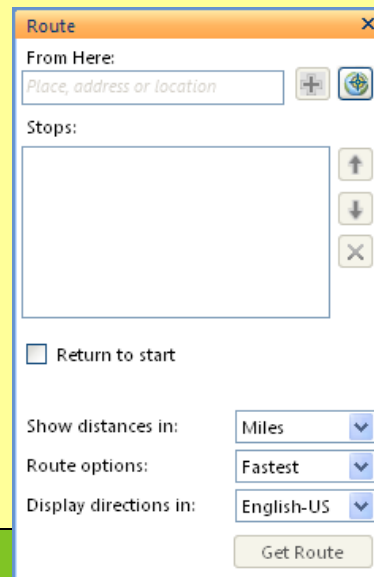 Route
From Here:
Place, address or location
Stops:
Return to start
Show distances in: Miles
Route options: Fastest
Display directions in: English-US
Get Route